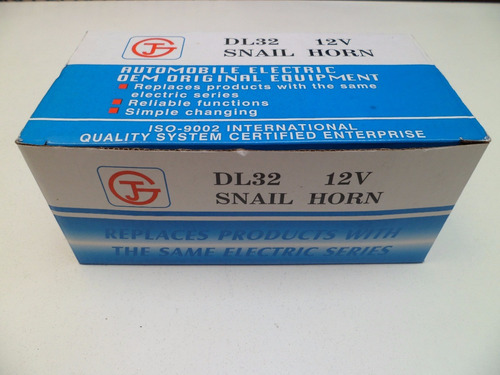 DL32 12V
SNAIL HORN
AUTOMOBILE ELECTRIC
OEM ORIGINAL EQUIPMENT
Replaces products with the same
electric series
Reliable functions
Simple changing
ISO-9002 INTERNATIONAL
QUALITY SYSTEM CERTIFIED ENTERPRISE
DL32 12V
SNAIL HORN
REPLACES PRODUCTS WITH
THE SAME ELECTRIC SERIES